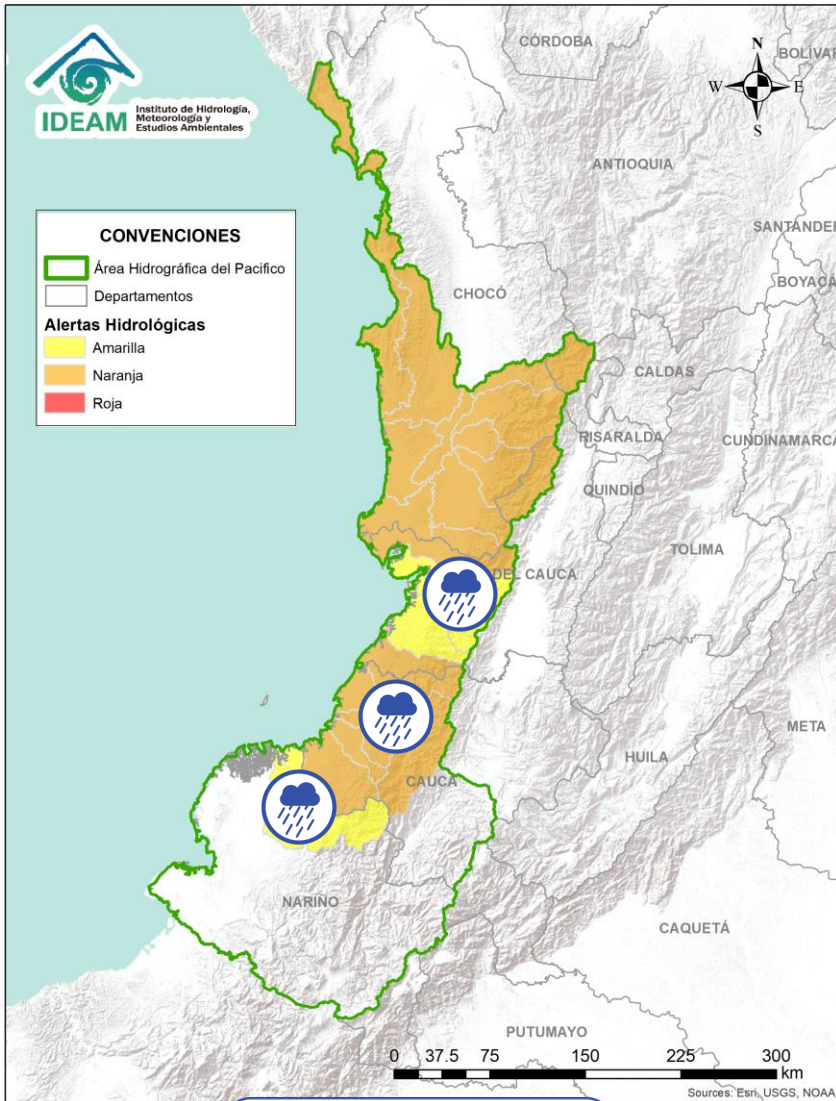 IDEAM
Instituto de Hidrología,
Meteorología y
Estudios Ambientales
CÓRDOBA
BOLÍVAR
N
W
E
S
ANTIOQUIA
SANTANDER
BOYACÁ
CHOCÓ
CALDAS
RISARALDA
CUNDINAMARCA
QUINDÍO
TOLIMA
DEL CAUCA
META
HUILA
CAUCA
NARIÑO
CAQUETÁ
PUTUMAYO
CONVENCIONES
Área Hidrográfica del Pacifico
Departamentos
Alertas Hidrológicas
Amarilla
Naranja
Roja
0 37.5 75 150 225 300
km
Sources: Esri, USGS, NOAA